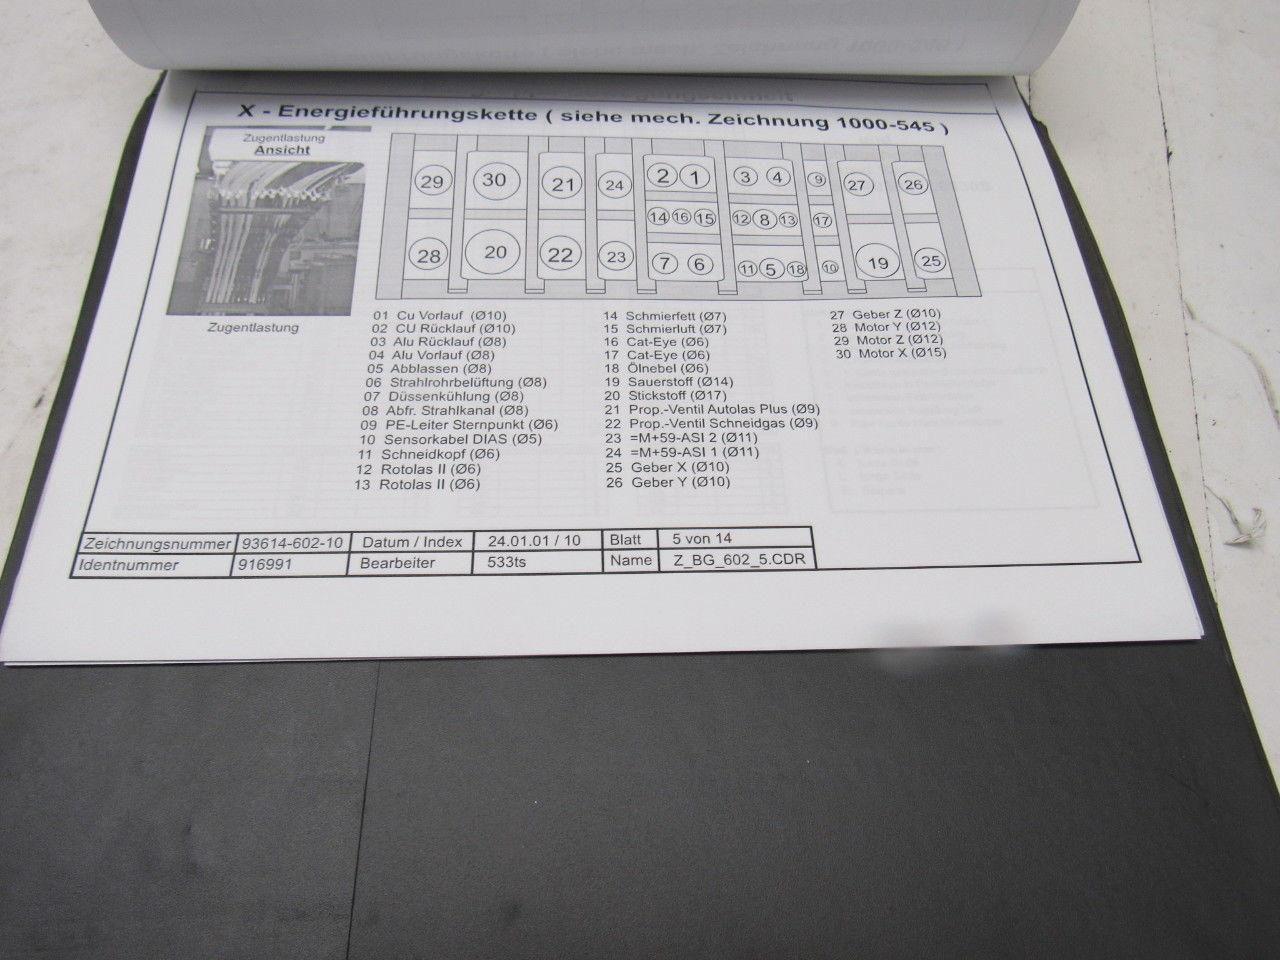 X - Energieführungskette ( siehe mech. Zeichnung 1000-545 )
Zugentlastung
Ansicht
Zugentlastung
29 30 21 24 2 1 3 4 9 27 26
14 16 15 12 8 13 17
28 20 22 23 7 6 11 5 18 10 19 25
01 Cu Vorlauf (Ø10)
02 CU Rücklauf (Ø10)
03 Alu Rücklauf (Ø8)
04 Alu Vorlauf (Ø8)
05 Abblassen (Ø8)
06 Strahlrohrbelüftung (Ø8)
07 Düssenkühlung (Ø8)
08 Abfr. Strahlkanal (Ø8)
09 PE-Leiter Sternpunkt (Ø6)
10 Sensorkabel DIAS (Ø5)
11 Schneidkopf (Ø6)
12 Rotolas II (Ø6)
13 Rotolas II (Ø6)
14 Schmierfett (Ø7)
15 Schmierluft (Ø7)
16 Cat-Eye (Ø6)
17 Cat-Eye (Ø6)
18 Ölnebel (Ø6)
19 Sauerstoff (Ø14)
20 Stickstoff (Ø17)
21 Prop.-Ventil Autolas Plus (Ø9)
22 Prop.-Ventil Schneidgas (Ø9)
23 =M+59-ASI 2 (Ø11)
24 =M+59-ASI 1 (Ø11)
25 Geber X (Ø10)
26 Geber Y (Ø10)
27 Geber Z (Ø10)
28 Motor Y (Ø12)
29 Motor Z (Ø12)
30 Motor X (Ø15)
Zeichnungsnummer 93614-602-10 Datum / Index 24.01.01 / 10 Blatt 5 von 14
Identnummer 916991 Bearbeiter 533ts Name Z_BG_602_5.CDR